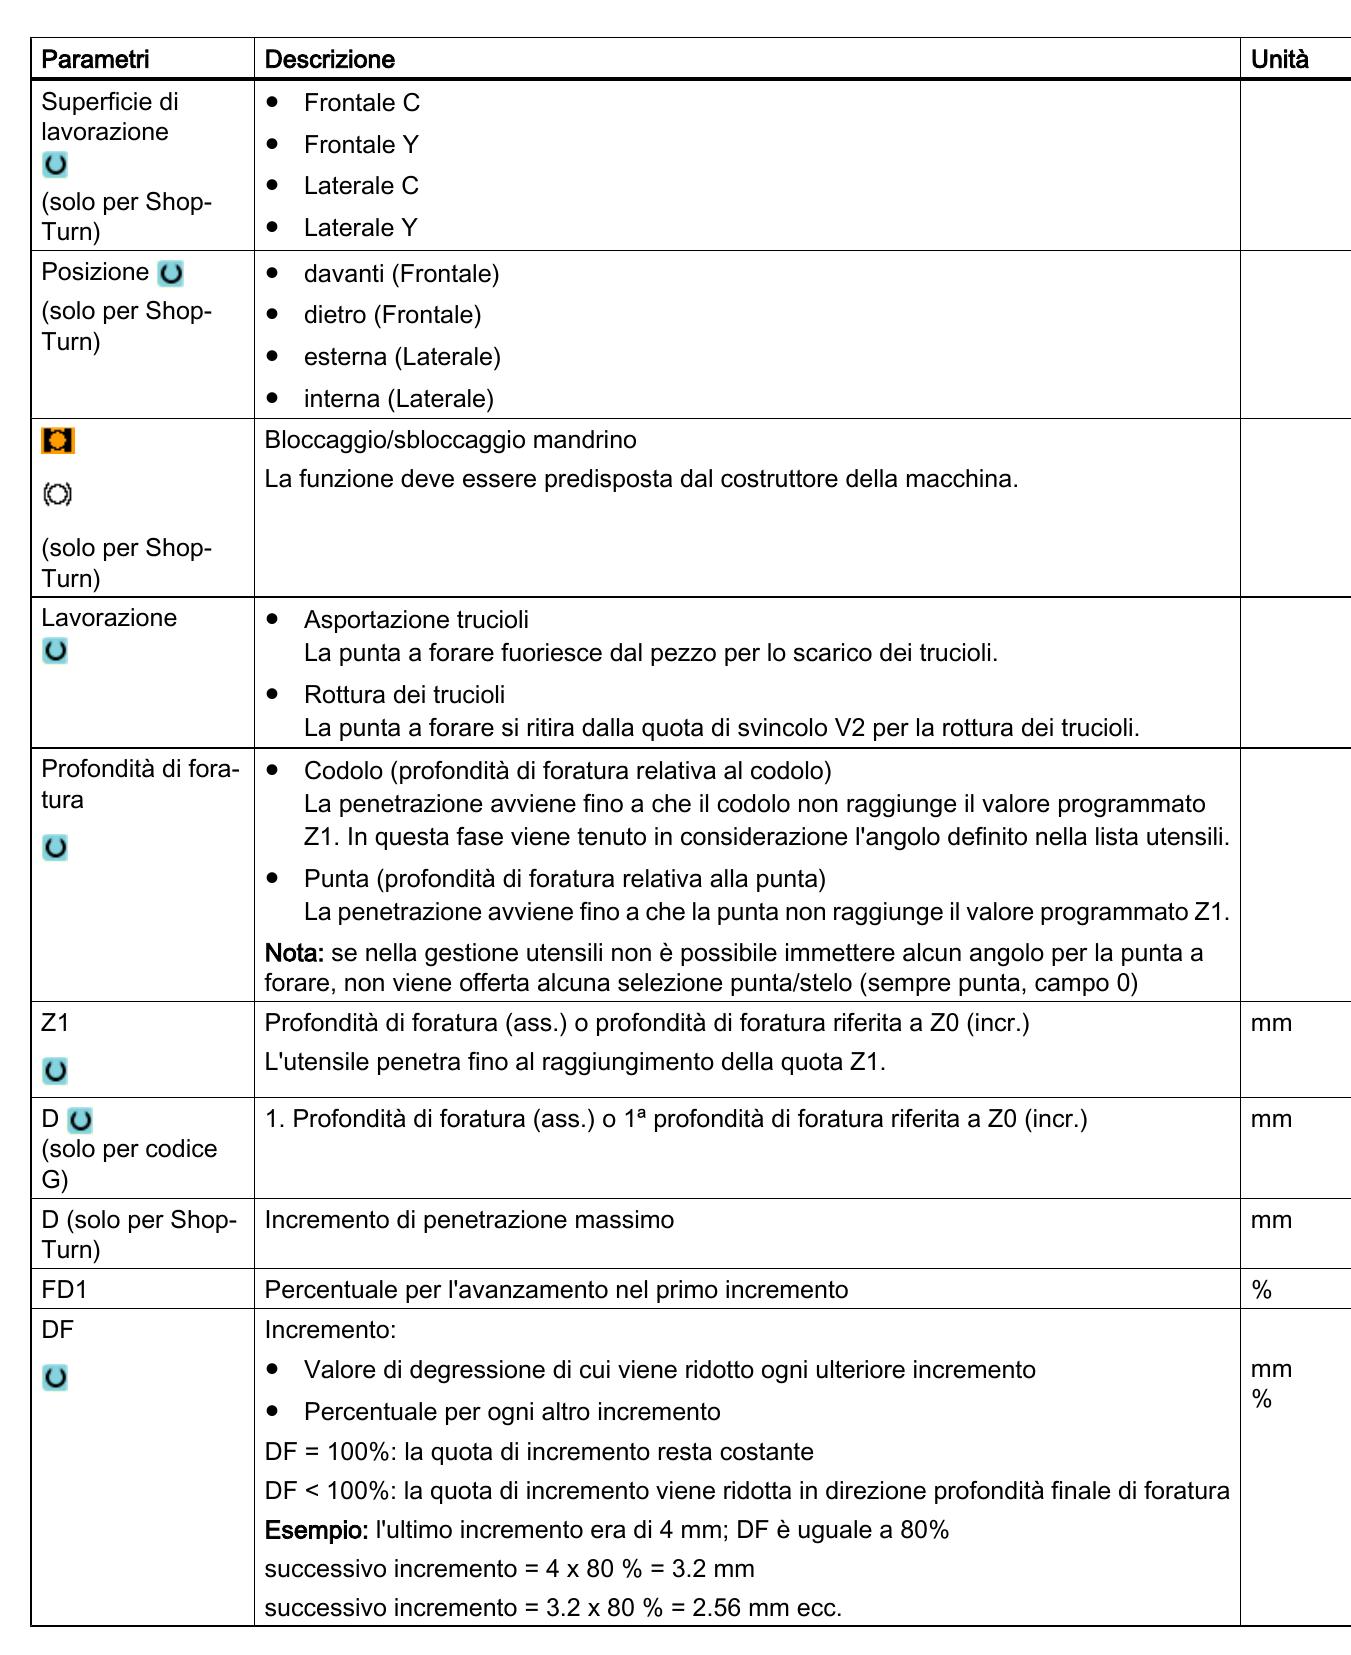 Parametri Descrizione Unità
Superficie di
lavorazione
(solo per Shop-
Turn)
● Frontale C
● Frontale Y
● Laterale C
● Laterale Y
Posizione
(solo per Shop-
Turn)
● davanti (Frontale)
● dietro (Frontale)
● esterna (Laterale)
● interna (Laterale)
(solo per Shop-
Turn)
Bloccaggio/sbloccaggio mandrino
La funzione deve essere predisposta dal costruttore della macchina.
Lavorazione
● Asportazione trucioli
La punta a forare fuoriesce dal pezzo per lo scarico dei trucioli.
● Rottura dei trucioli
La punta a forare si ritira dalla quota di svincolo V2 per la rottura dei trucioli.
Profondità di fora-
tura
● Codolo (profondità di foratura relativa al codolo)
La penetrazione avviene fino a che il codolo non raggiunge il valore programmato
Z1. In questa fase viene tenuto in considerazione l'angolo definito nella lista utensili.
● Punta (profondità di foratura relativa alla punta)
La penetrazione avviene fino a che la punta non raggiunge il valore programmato Z1.
Nota: se nella gestione utensili non è possibile immettere alcun angolo per la punta a
forare, non viene offerta alcuna selezione punta/stelo (sempre punta, campo 0)
Z1
Profondità di foratura (ass.) o profondità di foratura riferita a Z0 (incr.)
L'utensile penetra fino al raggiungimento della quota Z1.
mm
D
(solo per codice
G)
1. Profondità di foratura (ass.) o 1ª profondità di foratura riferita a Z0 (incr.)
mm
D (solo per Shop-
Turn)
Incremento di penetrazione massimo
mm
FD1 Percentuale per l'avanzamento nel primo incremento %
DF
Incremento:
● Valore di degressione di cui viene ridotto ogni ulteriore incremento
● Percentuale per ogni altro incremento
DF = 100%: la quota di incremento resta costante
DF < 100%: la quota di incremento viene ridotta in direzione profondità finale di foratura
Esempio: l'ultimo incremento era di 4 mm; DF è uguale a 80%
successivo incremento = 4 x 80 % = 3.2 mm
successivo incremento = 3.2 x 80 % = 2.56 mm ecc.
mm
%